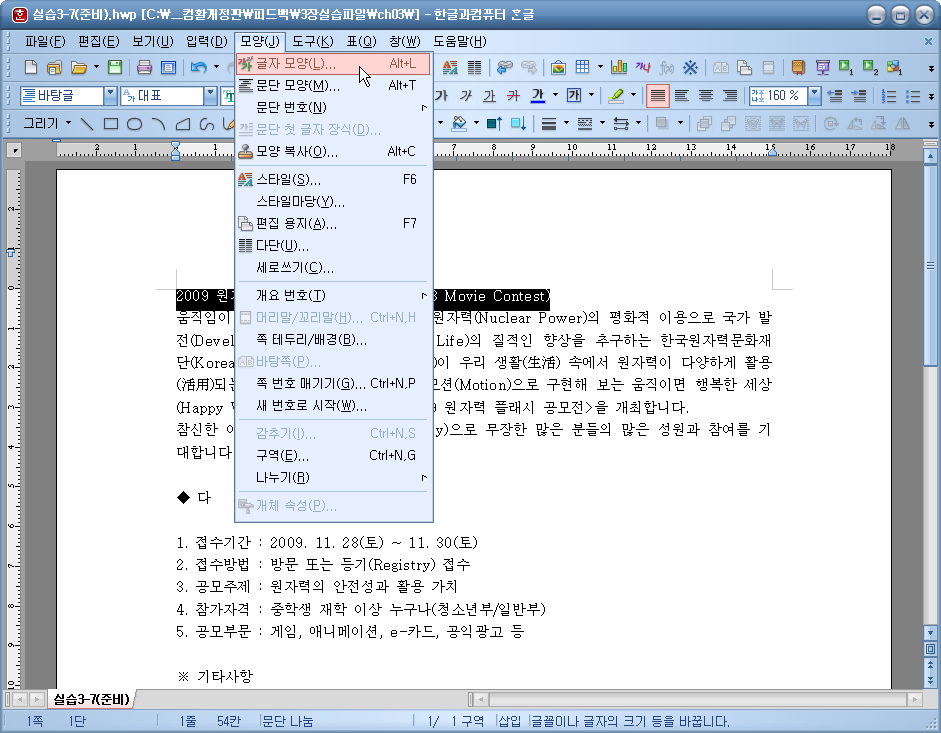 실습3-7(준비).hwp [C:\__컴활개정판\피드백\3장실습파일\ch03\] - 한글과컴퓨터 한글
파일(F) 편집(E) 보기(U) 입력(D) 모양(J) 도구(K) 표(Q) 창(W) 도움말(H)
바탕글 대표 160 %
그리기
글자 모양(L)... Alt+L
문단 모양(M)... Alt+T
문단 번호(N)
문단 첫 글자 장식(D)...
모양 복사(O)... Alt+C
스타일(S)... F6
스타일마당(Y)...
편집 용지(A)... F7
다단(U)...
세로쓰기(C)...
개요 번호(T)
머리말/꼬리말(H)... Ctrl+N,H
쪽 테두리/배경(B)...
바탕쪽(P)...
쪽 번호 매기기(G)... Ctrl+N,P
새 번호로 시작(W)...
감추기(I)... Ctrl+N,S
구역(E)... Ctrl+N,G
나누기(R)
개체 속성(P)...
2 1 1 7 8 9 10 11 12 13 14 15 16 17 18
2009 원 Movie Contest)
움직임이 원자력(Nuclear Power)의 평화적 이용으로 국가 발
전(Devel Life)의 질적인 향상을 추구하는 한국원자력문화재
단(Korea )이 우리 생활(生活) 속에서 원자력이 다양하게 활용
(活用)되는 모션(Motion)으로 구현해 보는 움직이면 행복한 세상
(Happy 9 원자력 플래시 공모전>을 개최합니다.
참신한 아 y)으로 무장한 많은 분들의 많은 성원과 참여를 기
대합니다
◆ 다
1. 접수기간 : 2009. 11. 28(토) ~ 11. 30(토)
2. 접수방법 : 방문 또는 등기(Registry) 접수
3. 공모주제 : 원자력의 안전성과 활용 가치
4. 참가자격 : 중학생 재학 이상 누구나(청소년부/일반부)
5. 공모부문 : 게임, 애니메이션, e-카드, 공익광고 등
※ 기타사항
실습3-7(준비)
1쪽 1단 1줄 54칸 문단 나눔 1/ 1 구역 삽입 글꼴이나 글자의 크기 등을 바꿉니다.